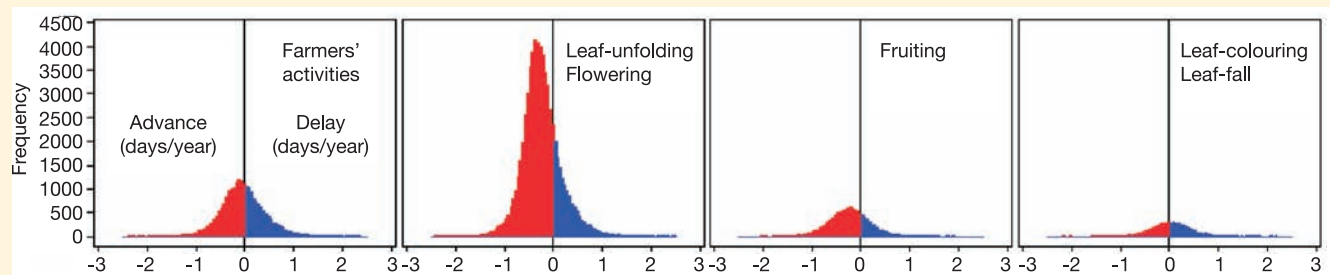 4500
4000
3500
3000
2500
2000
1500
1000
500
0
Frequency
Farmers'
activities
Advance
(days/year)
Delay
(days/year)
-3 -2 -1 0 1 2 3
Leaf-unfolding
Flowering
-2 -1 0 1 2 3
Fruiting
-2 -1 0 1 2 3
Leaf-colouring
Leaf-fall
-3 -2 -1 0 1 2 3